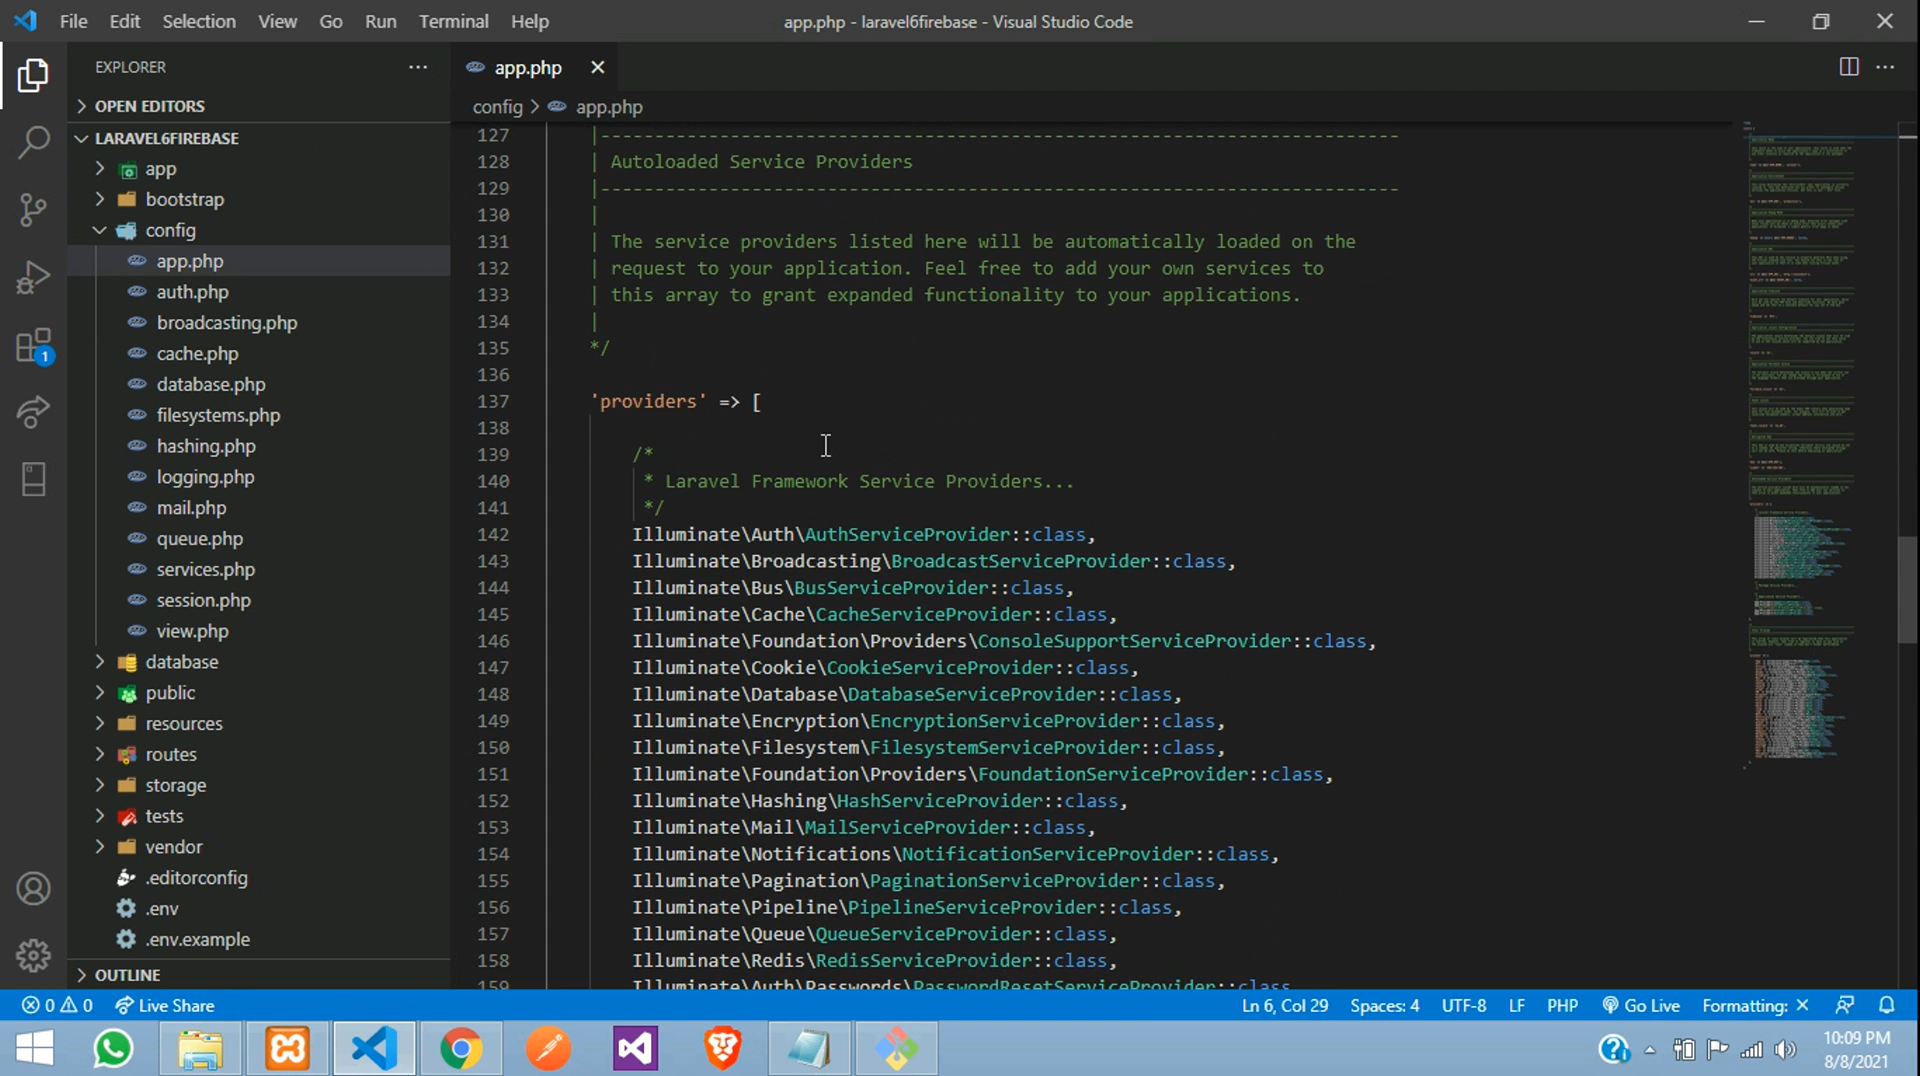 File Edit Selection View Go Run Terminal Help
app.php - laravel6firebase - Visual Studio Code
EXPLORER
OPEN EDITORS
LARAVEL6FIREBASE
app
bootstrap
config
app.php
auth.php
broadcasting.php
cache.php
database.php
filesystems.php
hashing.php
logging.php
mail.php
queue.php
services.php
session.php
view.php
database
public
resources
routes
storage
tests
vendor
.editorconfig
.env
.env.example
OUTLINE
1
app.php
config > app.php
127 |--------------------------------------------------------------------------
128 | Autoloaded Service Providers
129 |--------------------------------------------------------------------------
130 |
131 | The service providers listed here will be automatically loaded on the
132 | request to your application. Feel free to add your own services to
133 | this array to grant expanded functionality to your applications.
134 |
135 */
136
137 'providers' => [
138
139 /*
140 * Laravel Framework Service Providers...
141 */
142 Illuminate\Auth\AuthServiceProvider::class,
143 Illuminate\Broadcasting\BroadcastServiceProvider::class,
144 Illuminate\Bus\BusServiceProvider::class,
145 Illuminate\Cache\CacheServiceProvider::class,
146 Illuminate\Foundation\Providers\ConsoleSupportServiceProvider::class,
147 Illuminate\Cookie\CookieServiceProvider::class,
148 Illuminate\Database\DatabaseServiceProvider::class,
149 Illuminate\Encryption\EncryptionServiceProvider::class,
150 Illuminate\Filesystem\FilesystemServiceProvider::class,
151 Illuminate\Foundation\Providers\FoundationServiceProvider::class,
152 Illuminate\Hashing\HashServiceProvider::class,
153 Illuminate\Mail\MailServiceProvider::class,
154 Illuminate\Notifications\NotificationServiceProvider::class,
155 Illuminate\Pagination\PaginationServiceProvider::class,
156 Illuminate\Pipeline\PipelineServiceProvider::class,
157 Illuminate\Queue\QueueServiceProvider::class,
158 Illuminate\Redis\RedisServiceProvider::class,
159 Illuminate\Auth\Passwords\PasswordResetServiceProvider::class,
0 0 Live Share
Ln 6, Col 29 Spaces: 4 UTF-8 LF PHP Go Live Formatting: ×
10:09 PM
8/8/2021